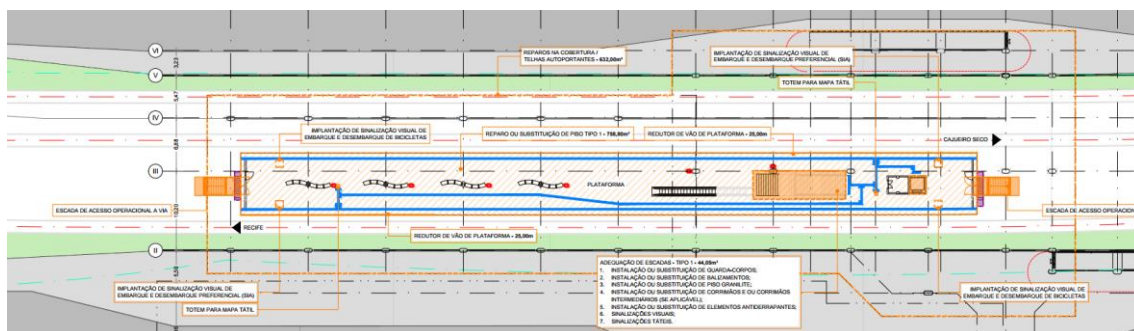 VI
REPAROS NA COBERTURA /
TELHAS AUTOPORTANTES - 632,00m²
IMPLANTAÇÃO DE SINALIZAÇÃO VISUAL DE
EMBARQUE E DESEMBARQUE PREFERENCIAL (SIA)
3,23
V
TOTEM PARA MAPA TÁTIL
5,47
IV
IMPLANTAÇÃO DE SINALIZAÇÃO VISUAL DE
EMBARQUE E DESEMBARQUE DE BICICLETAS
REPARO OU SUBSTITUIÇÃO DE PISO TIPO 1 -
REDUTOR DE VÃO DE PLATAFORMA - 25,00m
CAJUEIRO SECO
6,88
III
PLATAFORMA
ESCADA DE ACESSO OPERACIONAL A VIA
ESCADA DE ACESSO OPERACION
RECIFE
REDUTOR DE VÃO DE PLATAFORMA - 25,00m
II
ADEQUAÇÃO DE ESCADAS - TIPO 1 -
1. INSTALAÇÃO OU SUBSTITUIÇÃO DE GUARDA-CORPOS;
2. INSTALAÇÃO OU SUBSTITUIÇÃO DE BALIZAMENTOS;
3. INSTALAÇÃO OU SUBSTITUIÇÃO DE PISO GRANILITE;
4. INSTALAÇÃO OU SUBSTITUIÇÃO DE CORRIMÃOS E OU CORRIMÃOS
INTERMEDIÁRIOS (SE APLICÁVEL);
5. INSTALAÇÃO OU SUBSTITUIÇÃO DE ELEMENTOS ANTIDERRAPANTES;
6. SINALIZAÇÕES VISUAIS;
7. SINALIZAÇÕES TÁTEIS.
IMPLANTAÇÃO DE SINALIZAÇÃO VISUAL DE
EMBARQUE E DESEMBARQUE PREFERENCIAL (SIA)
IMPLANTAÇÃO DE SINALIZAÇÃO VISUAL DE
EMBARQUE E DESEMBARQUE DE BICICLETAS
TOTEM PARA MAPA TÁTIL